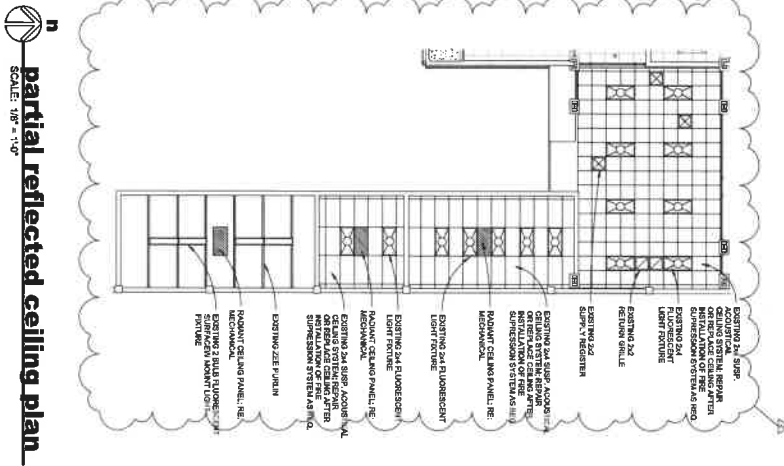 EXISTING 2x4 SUSP.
ACOUSTICAL
CEILING SYSTEM; REPAIR
OR REPLACE CEILING AFTER
INSTALLATION OF FIRE
SUPRESSION SYSTEM AS REQ.
EXISTING 2x4
FLUORESCENT
LIGHT FIXTURE
EXISTING 2x2
RETURN GRILLE
EXISTING 2x2
SUPPLY REGISTER
EXISTING 2x4 SUSP. ACOUSTICAL
CEILING SYSTEM; REPAIR
OR REPLACE CEILING AFTER
INSTALLATION OF FIRE
SUPRESSION SYSTEM AS REQ.
RADIANT CEILING PANEL; RE:
MECHANICAL
EXISTING 2x4 FLUORESCENT
LIGHT FIXTURE
EXISTING 2x4 FLUORESCENT
LIGHT FIXTURE
RADIANT CEILING PANEL; RE:
MECHANICAL
EXISTING 2x4 SUSP. ACOUSTICAL
CEILING SYSTEM; REPAIR
OR REPLACE CEILING AFTER
INSTALLATION OF FIRE
SUPRESSION SYSTEM AS REQ.
EXISTING ZEE PURLIN
RADIANT CEILING PANEL; RE:
MECHANICAL
EXISTING 2 BULB FLUORESCENT
SURFACE MOUNT LIGHT
FIXTURE
n
partial reflected ceiling plan
SCALE: 1/8" = 1'-0"